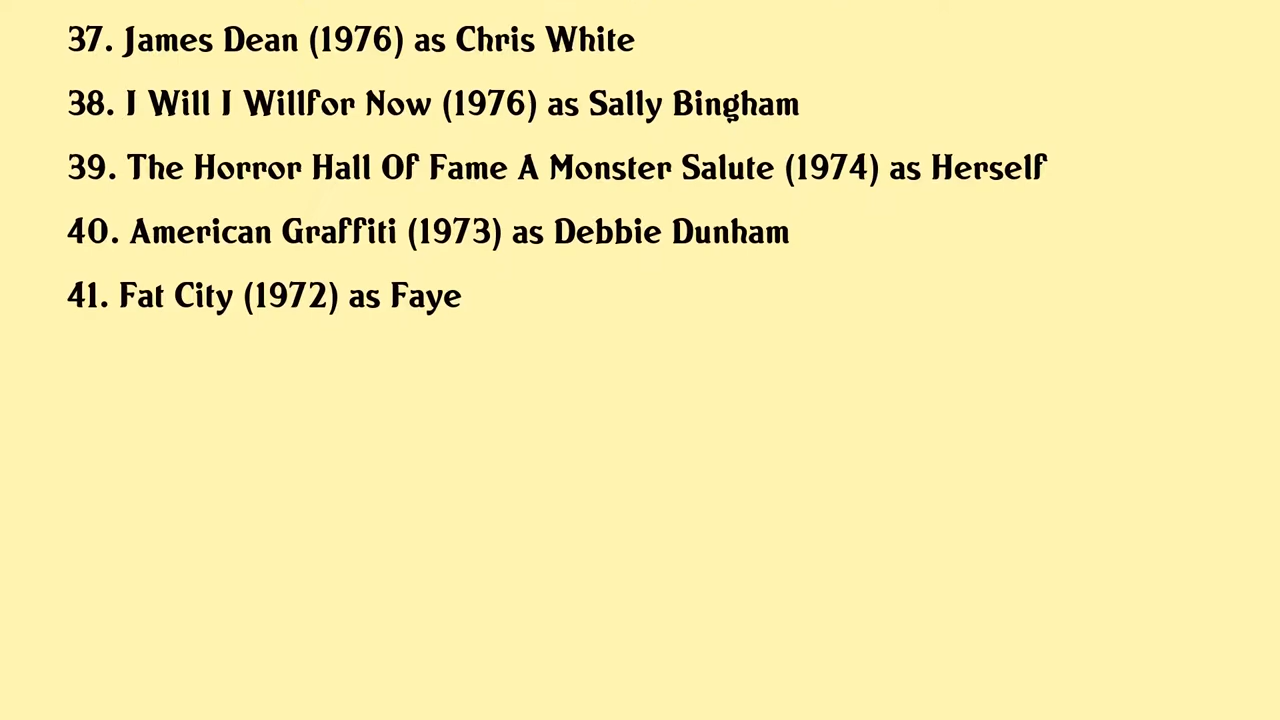 37. James Dean (1976) as Chris White
38. I Will I Willfor Now (1976) as Sally Bingham
39. The Horror Hall Of Fame A Monster Salute (1974) as Herself
40. American Graffiti (1973) as Debbie Dunham
41. Fat City (1972) as Faye